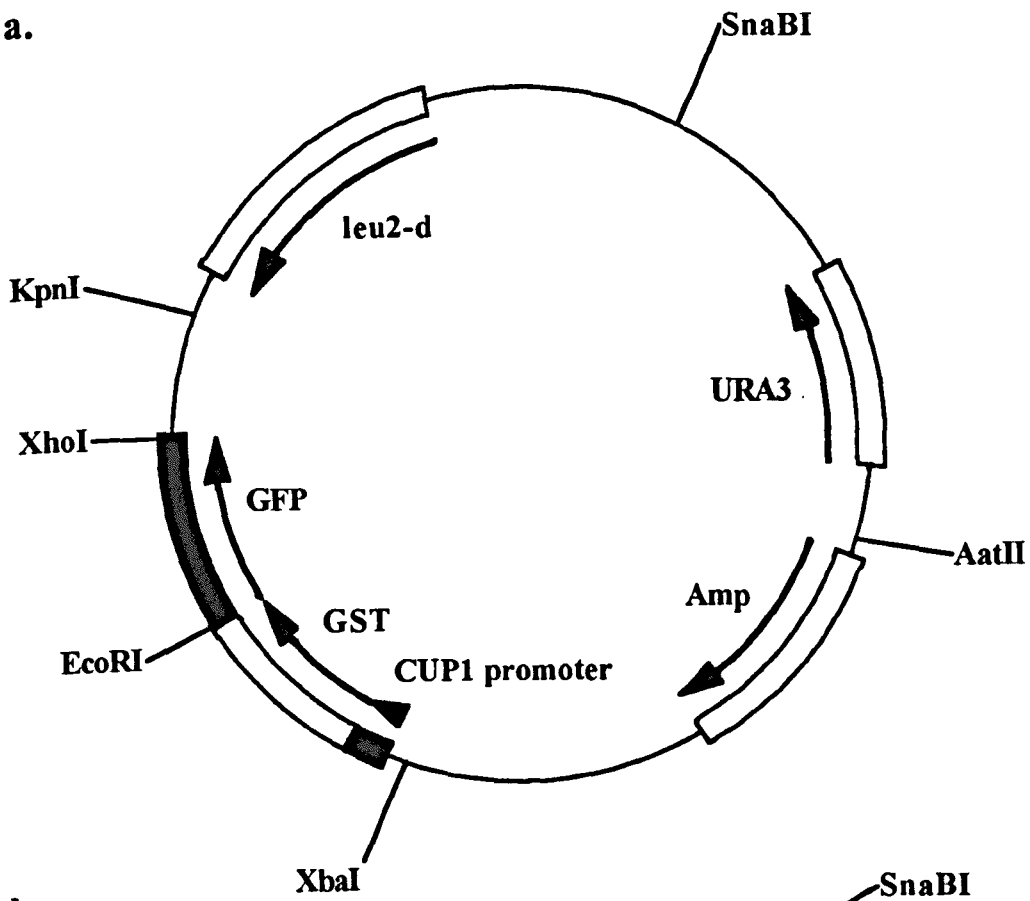 a.
SnaBI
leu2-d
KpnI
URA3
XhoI
GFP
AatII
Amp
GST
EcoRI
CUP1 promoter
XbaI
SnaBI